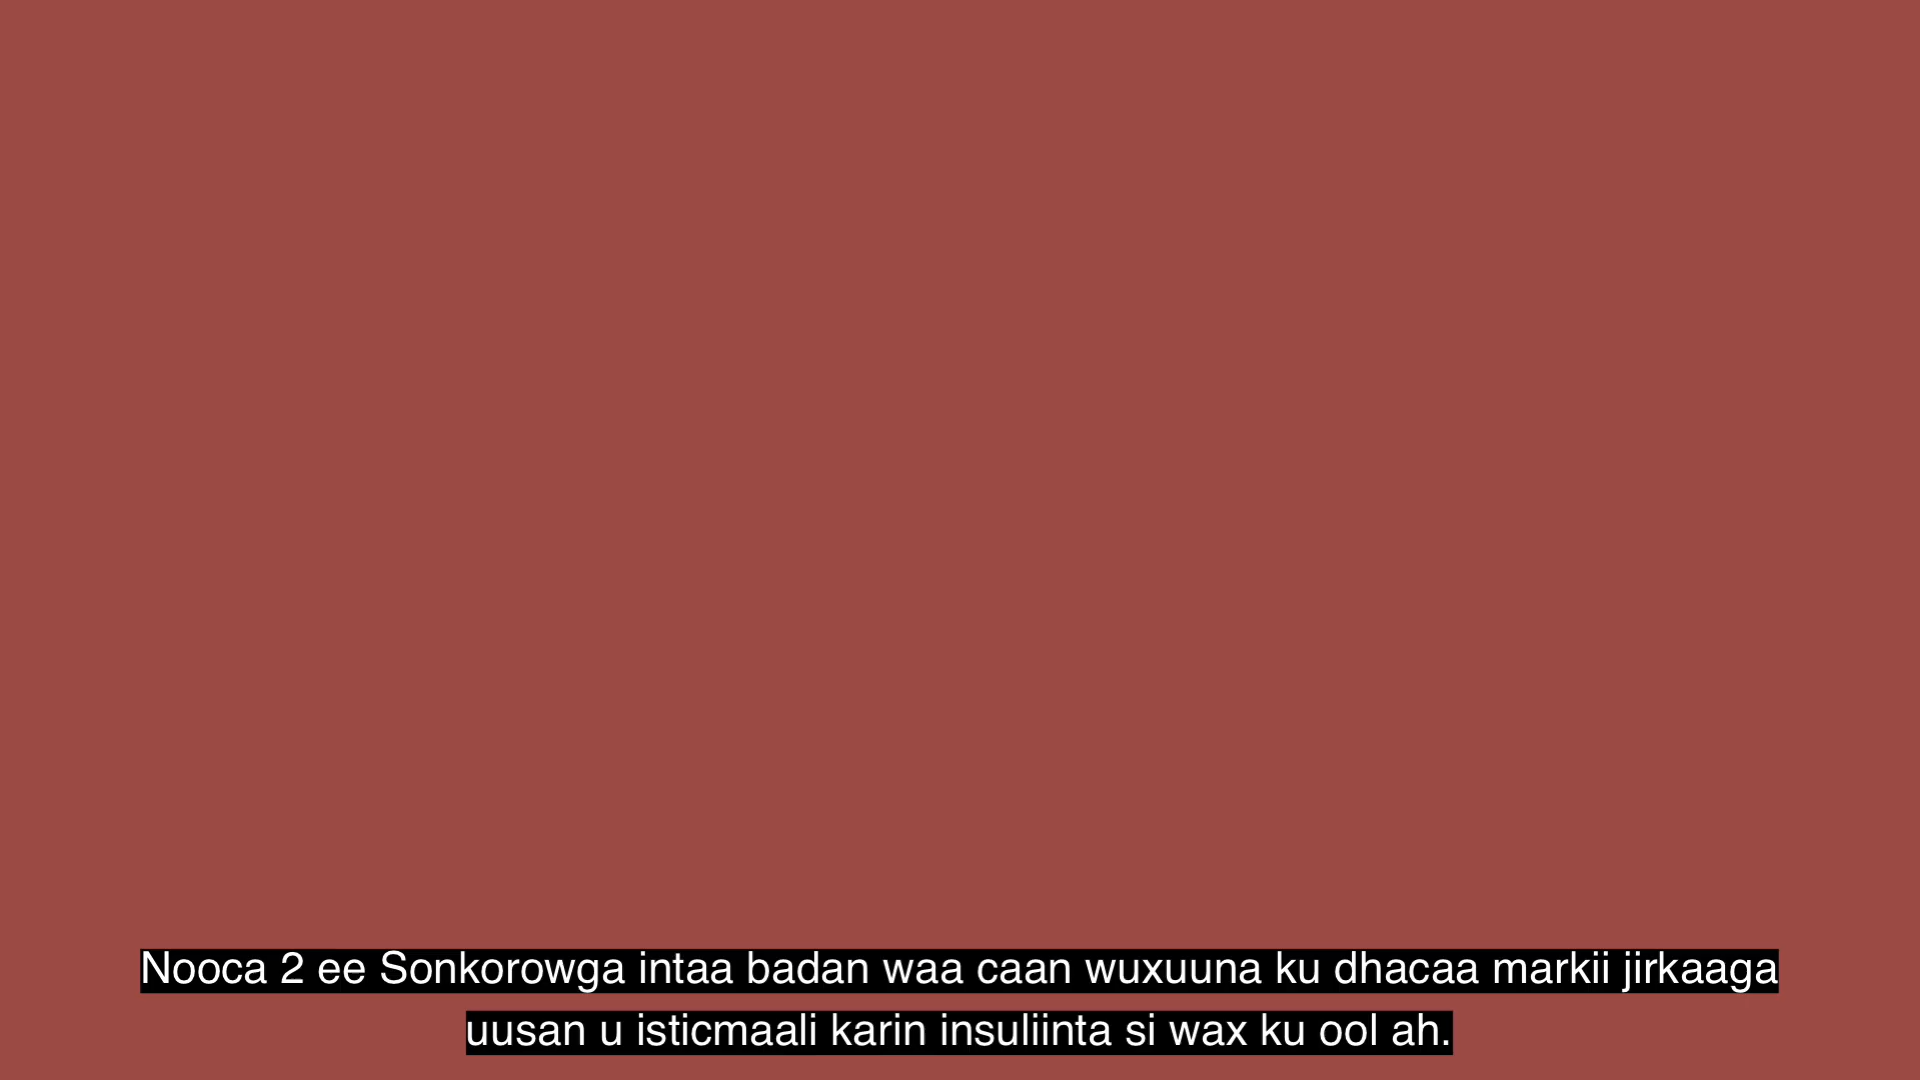 Nooca 2 ee Sonkorowga intaa badan waa caan wuxuuna ku dhacaa markii jirkaaga
uusan u isticmaali karin insuliinta si wax ku ool ah.